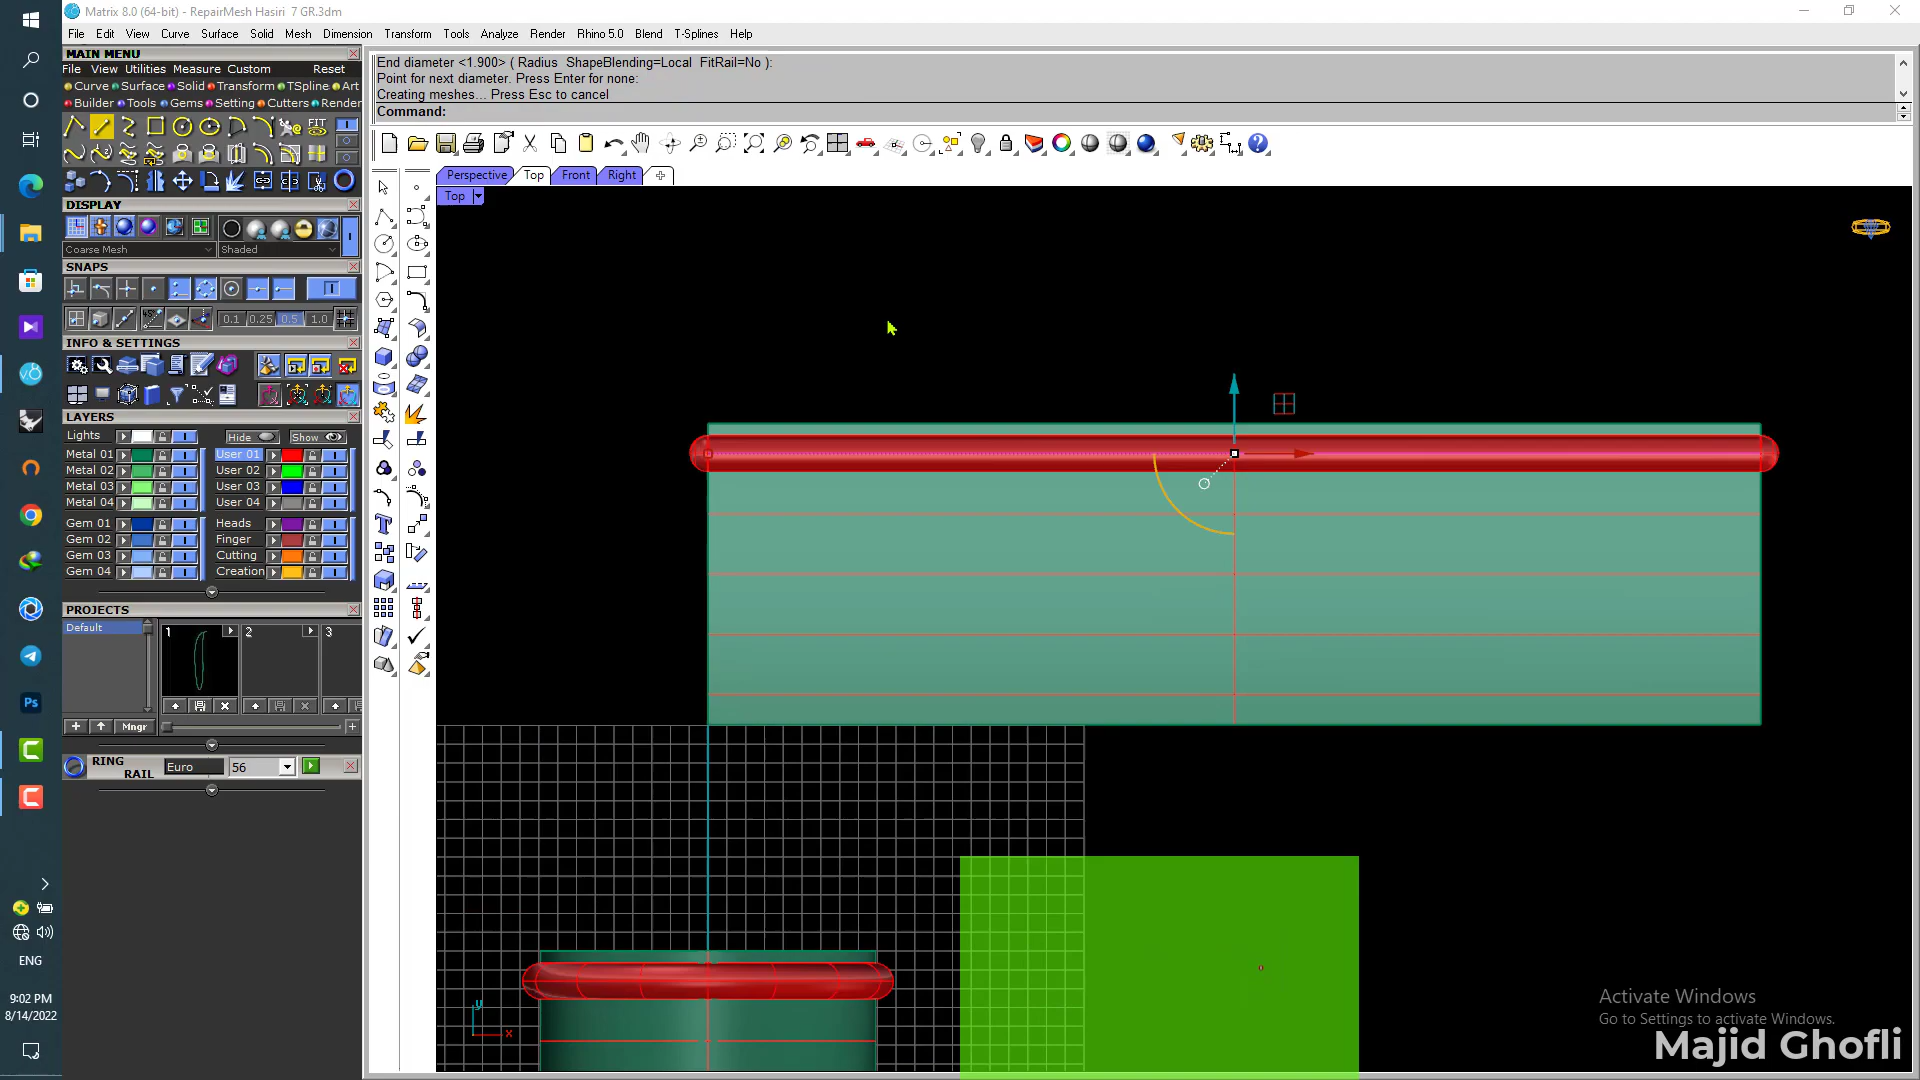 Matrix 8.0 (64-bit) - RepairMesh Hasiri  7 GR.3dm
File Edit View Curve Surface Solid Mesh Dimension Transform Tools Analyze Render Rhino 5.0 Blend T-Splines Help
MAIN MENU
File View Utilities Measure Custom Reset
Curve Surface Solid Transform TSpline Art
Builder Tools Gems Setting Cutters Render
End diameter <1.900> ( Radius  ShapeBlending=Local  FitRail=No ):
Point for next diameter. Press Enter for none:
Creating meshes... Press Esc to cancel
Command:
FIT
Perspective Top Front Right
Top
DISPLAY
Coarse Mesh Shaded
SNAPS
0.1 0.25 0.5 1.0
INFO & SETTINGS
LAYERS
Lights Hide Show
Metal 01 User 01
Metal 02 User 02
Metal 03 User 03
Metal 04 User 04
Gem 01 Heads
Gem 02 Finger
Gem 03 Cutting
Gem 04 Creation
PROJECTS
Default 1 2 3
Mngr
RING RAIL Euro 56
Ps
ENG
9:02 PM
8/14/2022
y
x
Activate Windows
Go to Settings to activate Windows.
Majid Ghofli